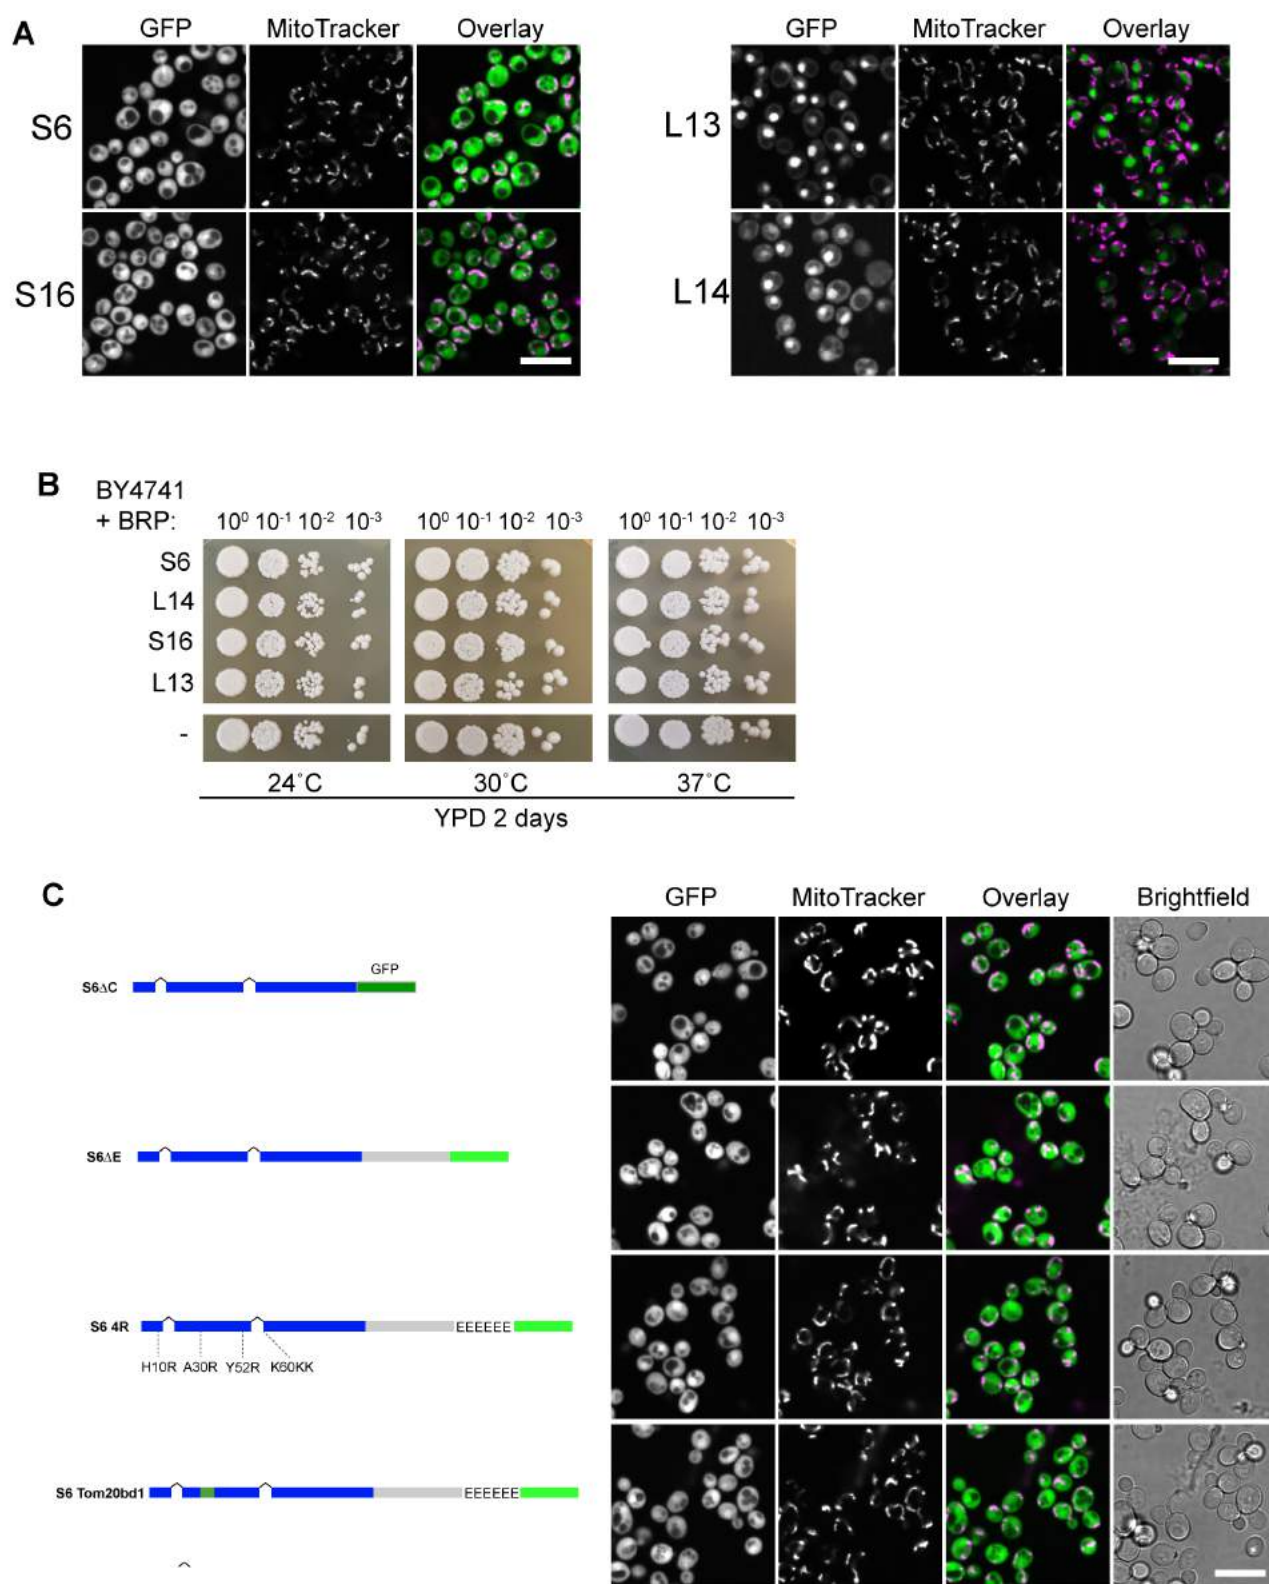 A
GFP MitoTracker Overlay
S6
S16
GFP MitoTracker Overlay
L13
L14
B
BY4741
+ BRP: 10⁰ 10⁻¹ 10⁻² 10⁻³ 10⁰ 10⁻¹ 10⁻² 10⁻³ 10⁰ 10⁻¹ 10⁻² 10⁻³
S6
L14
S16
L13
-
24˚C 30˚C 37˚C
YPD 2 days
C
GFP MitoTracker Overlay Brightfield
GFP
S6ΔC
S6ΔE
S6 4R EEEEEE
H10R A30R Y52R K60KK
S6 Tom20bd1 EEEEEE